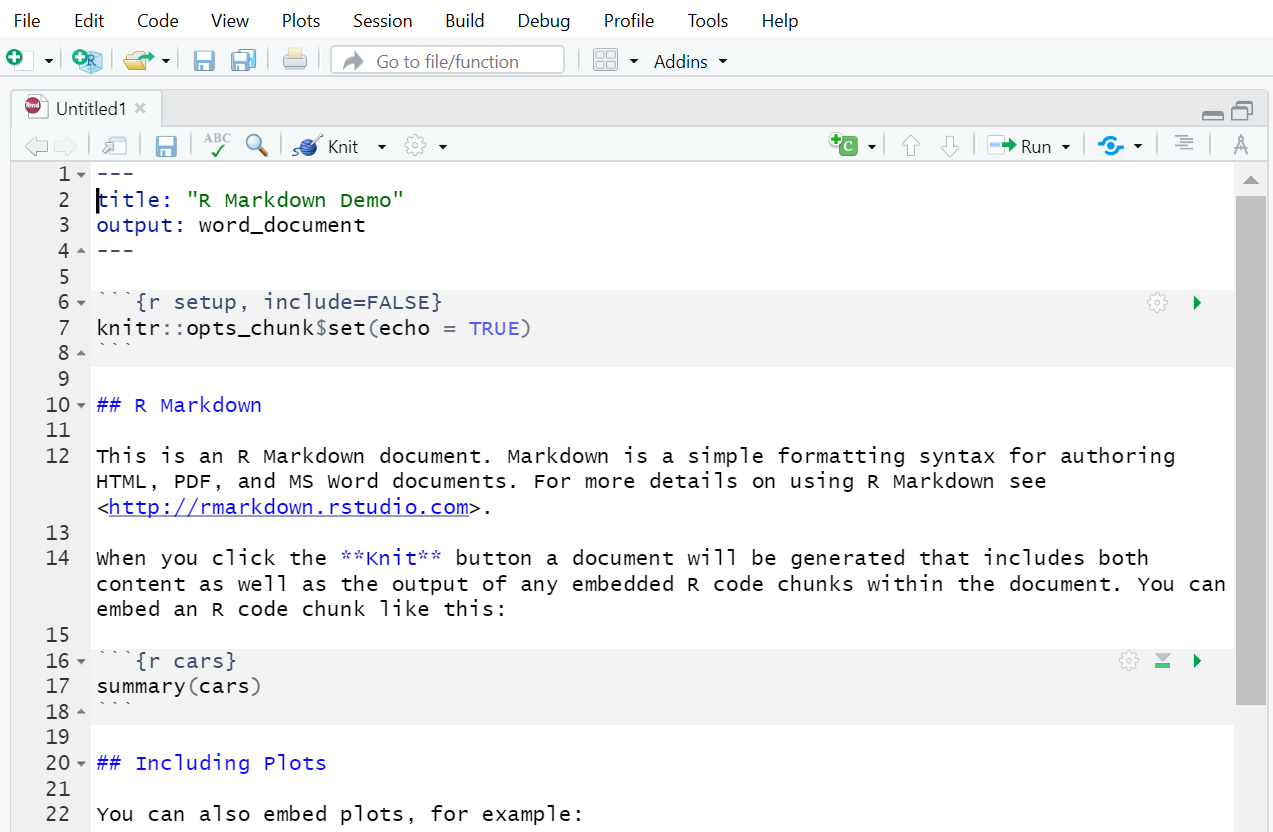 File Edit Code View Plots Session Build Debug Profile Tools Help
Go to file/function Addins
Untitled1
ABC Knit Run
1 ---
2 title: "R Markdown Demo"
3 output: word_document
4 ---
5
6 ```{r setup, include=FALSE}
7 knitr::opts_chunk$set(echo = TRUE)
8 ```
9
10 ## R Markdown
11
12 This is an R Markdown document. Markdown is a simple formatting syntax for authoring
HTML, PDF, and MS Word documents. For more details on using R Markdown see
<http://rmarkdown.rstudio.com>.
13
14 When you click the **Knit** button a document will be generated that includes both
content as well as the output of any embedded R code chunks within the document. You can
embed an R code chunk like this:
15
16 ```{r cars}
17 summary(cars)
18 ```
19
20 ## Including Plots
21
22 You can also embed plots, for example: